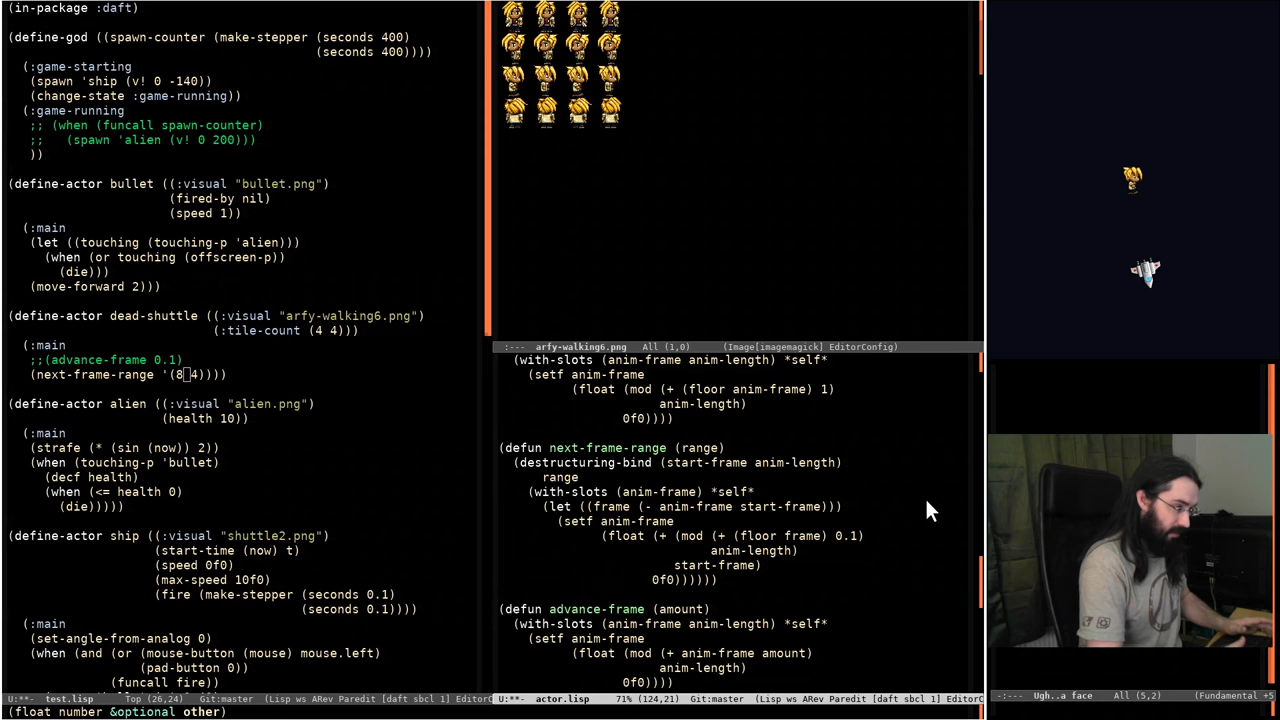 (in-package :daft)
(define-god ((spawn-counter (make-stepper (seconds 400)
(seconds 400))))
(:game-starting
(spawn 'ship (v! 0 -140))
(change-state :game-running))
(:game-running
;; (when (funcall spawn-counter)
;;   (spawn 'alien (v! 0 200)))
))
(define-actor bullet ((:visual "bullet.png")
(fired-by nil)
(speed 1))
(:main
(let ((touching (touching-p 'alien)))
(when (or touching (offscreen-p))
(die)))
(move-forward 2)))
(define-actor dead-shuttle ((:visual "arfy-walking6.png")
(:tile-count (4 4)))
(:main
;;(advance-frame 0.1)
(next-frame-range '(8 4))))
(define-actor alien ((:visual "alien.png")
(health 10))
(:main
(strafe (* (sin (now)) 2))
(when (touching-p 'bullet)
(decf health)
(when (<= health 0)
(die)))))
(define-actor ship ((:visual "shuttle2.png")
(start-time (now) t)
(speed 0f0)
(max-speed 10f0)
(fire (make-stepper (seconds 0.1)
(seconds 0.1))))
(:main
(set-angle-from-analog 0)
(when (and (or (mouse-button (mouse) mouse.left)
(pad-button 0))
(funcall fire))
U:**-  test.lisp      Top (26,24)    Git:master  (Lisp ws ARev Paredit [daft sbcl 1] EditorC
(float number &optional other)
:---  arfy-walking6.png   All (1,0)      (Image[imagemagick] EditorConfig)
(with-slots (anim-frame anim-length) *self*
(setf anim-frame
(float (mod (+ (floor anim-frame) 1)
anim-length)
0f0))))
(defun next-frame-range (range)
(destructuring-bind (start-frame anim-length)
range
(with-slots (anim-frame) *self*
(let ((frame (- anim-frame start-frame)))
(setf anim-frame
(float (+ (mod (+ (floor frame) 0.1)
anim-length)
start-frame)
0f0))))))
(defun advance-frame (amount)
(with-slots (anim-frame anim-length) *self*
(setf anim-frame
(float (mod (+ anim-frame amount)
anim-length)
0f0))))
U:**-  actor.lisp     71% (124,21)   Git:master  (Lisp ws ARev Paredit [daft sbcl 1] EditorC
-:---  Ugh..a face    All (5,2)      (Fundamental +5